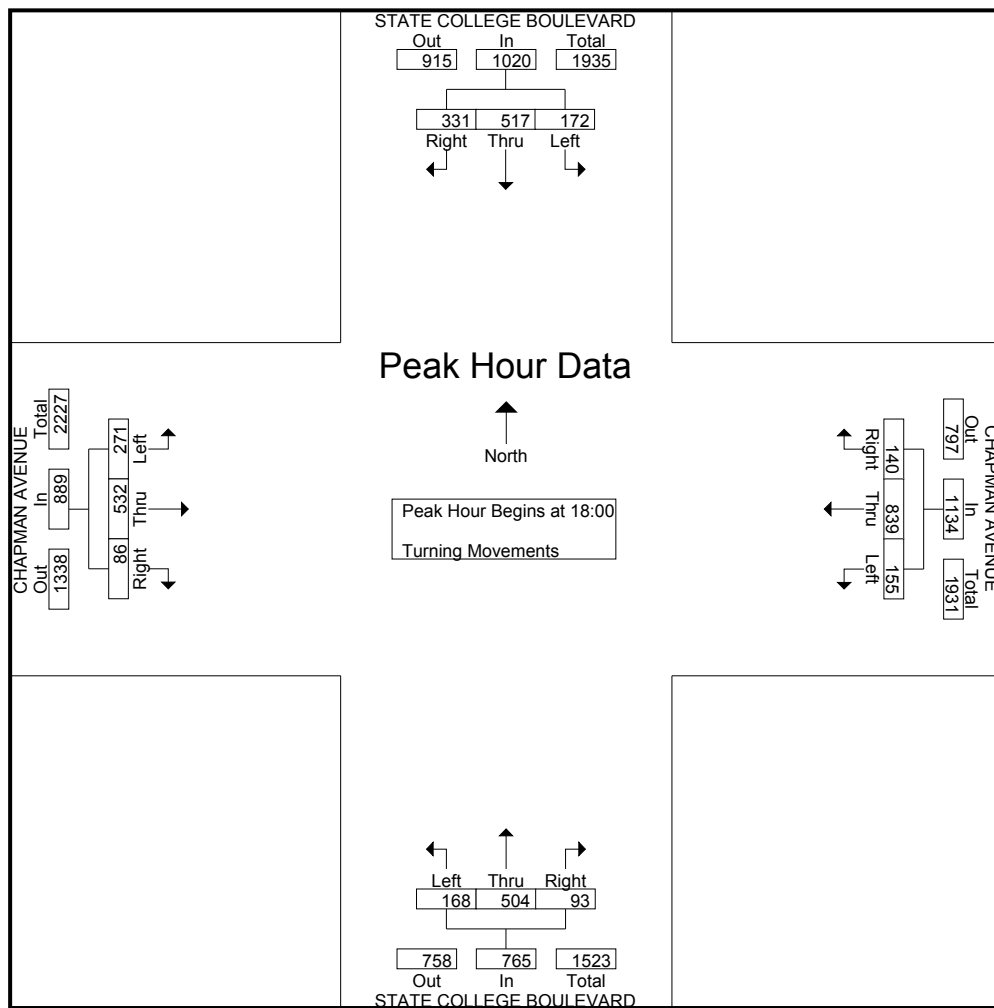 STATE COLLEGE BOULEVARD
Out In Total
915 1020 1935
331 517 172
Right Thru Left
Peak Hour Data
North
Peak Hour Begins at 18:00
Turning Movements
CHAPMAN AVENUE
Out In Total
1338 889 2227
271 532 86
Left Thru Right
CHAPMAN AVENUE
Out In Total
797 1134 1931
140 839 155
Right Thru Left
Left Thru Right
168 504 93
758 765 1523
Out In Total
STATE COLLEGE BOULEVARD